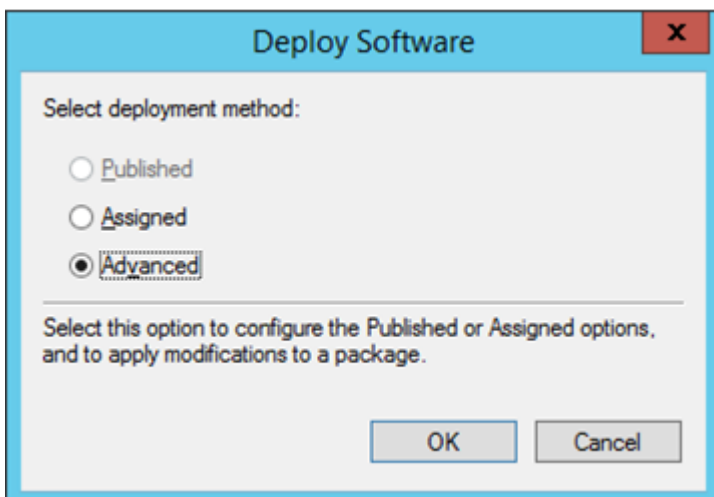 Deploy Software
x
Select deployment method:
Published
Assigned
Advanced
Select this option to configure the Published or Assigned options,
and to apply modifications to a package.
OK Cancel